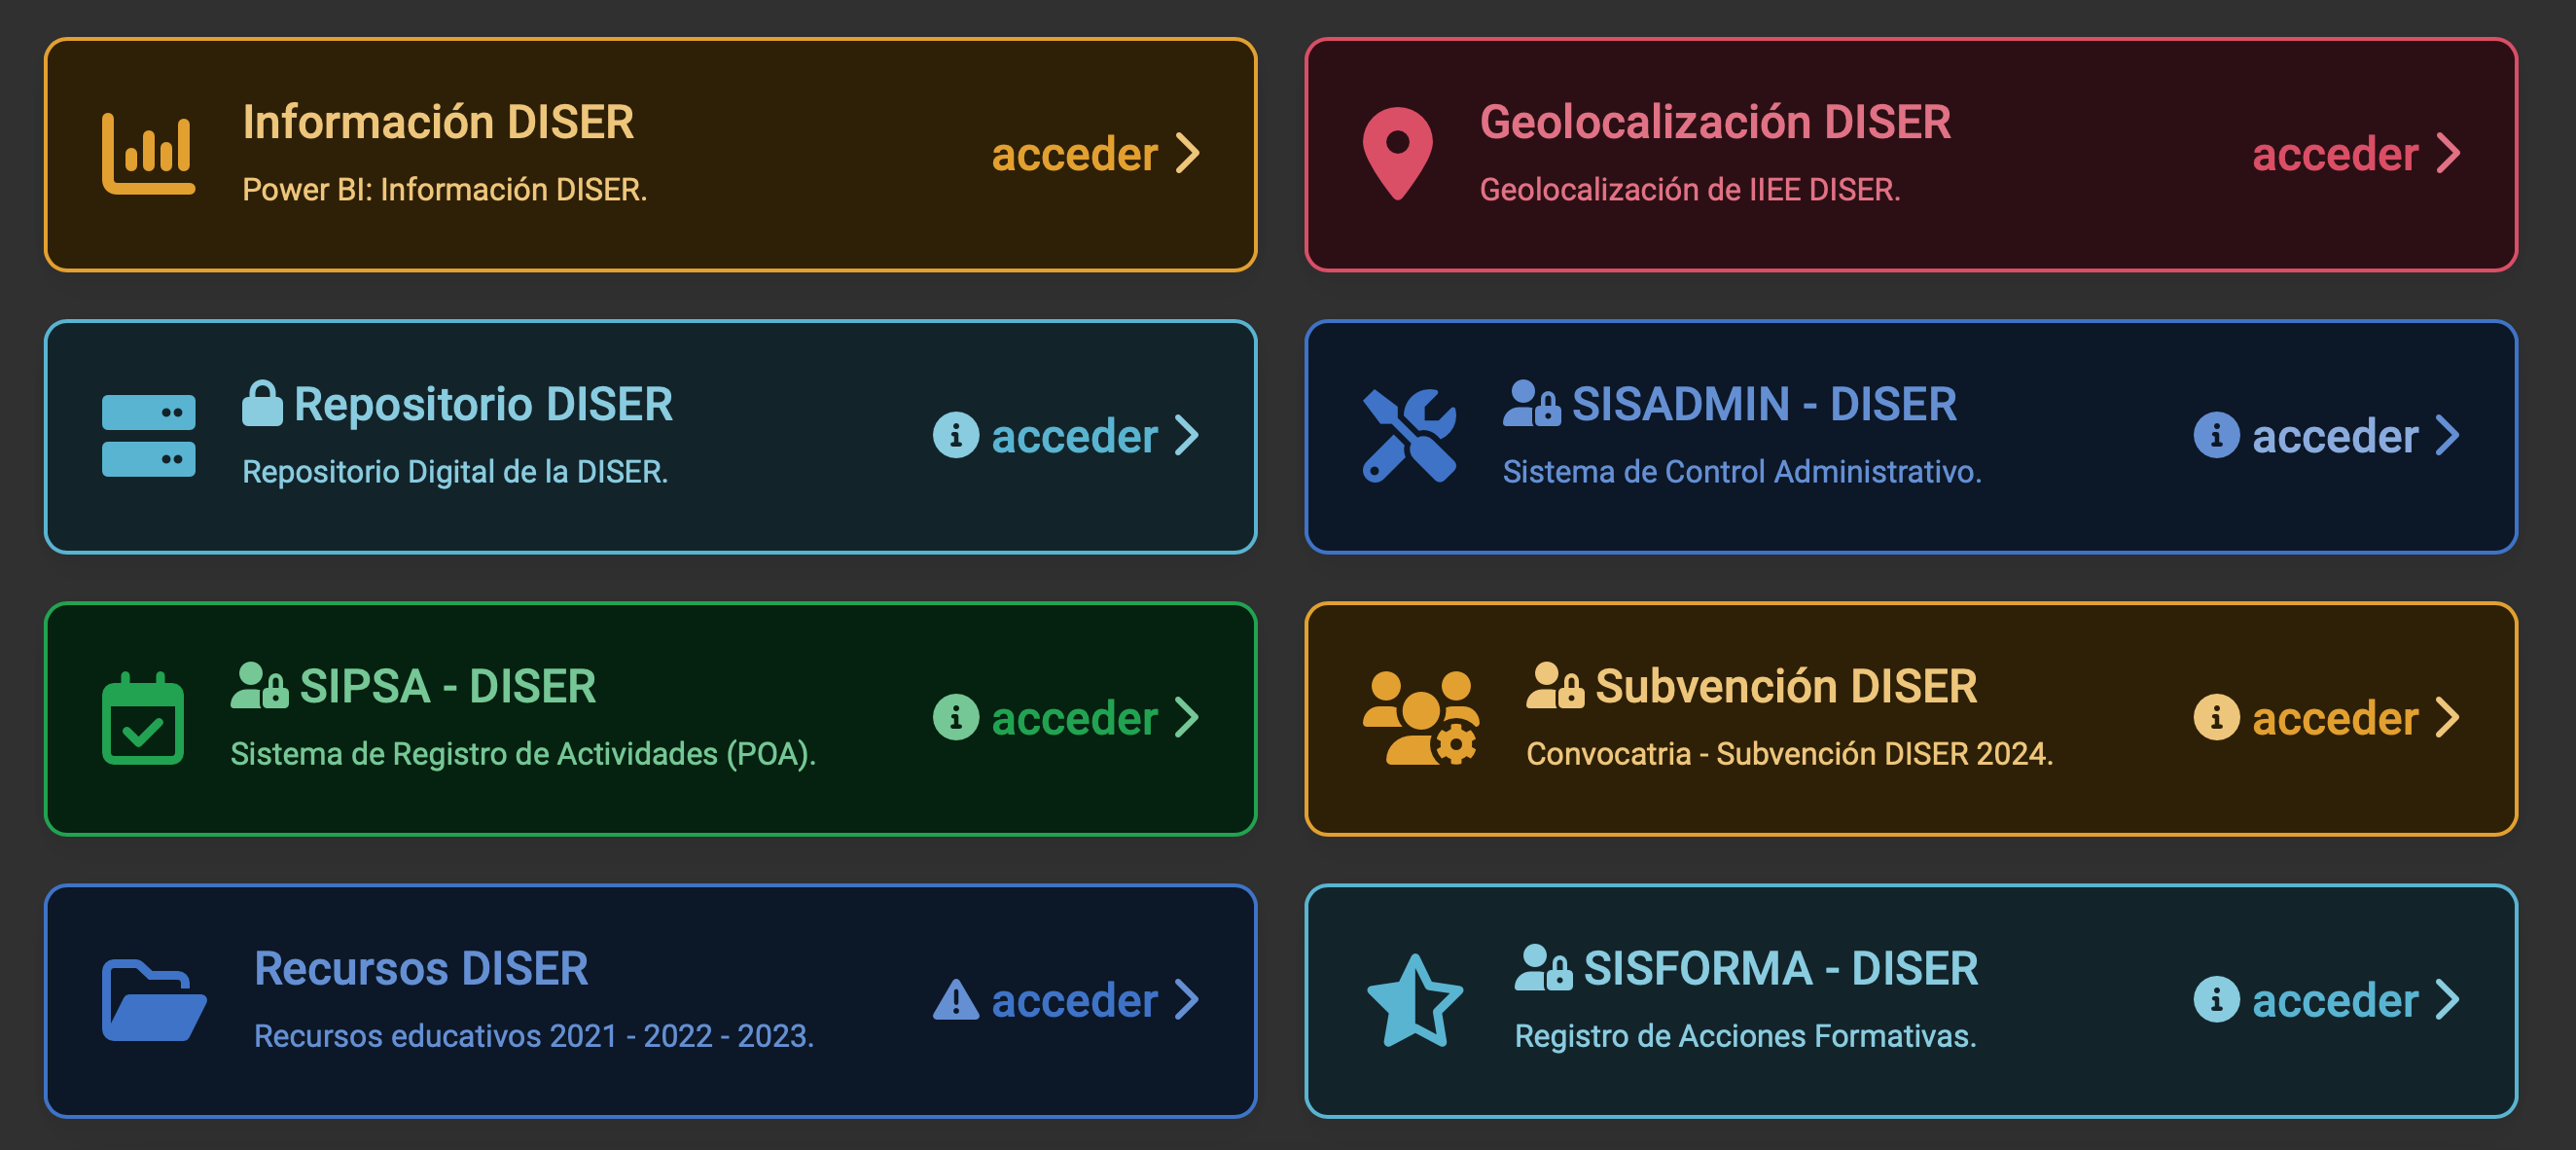 Información DISER
Power BI: Información DISER.
acceder
Geolocalización DISER
Geolocalización de IIEE DISER.
acceder
Repositorio DISER
Repositorio Digital de la DISER.
acceder
SISADMIN - DISER
Sistema de Control Administrativo.
acceder
SIPSA - DISER
Sistema de Registro de Actividades (POA).
acceder
Subvención DISER
Convocatria - Subvención DISER 2024.
acceder
Recursos DISER
Recursos educativos 2021 - 2022 - 2023.
acceder
SISFORMA - DISER
Registro de Acciones Formativas.
acceder